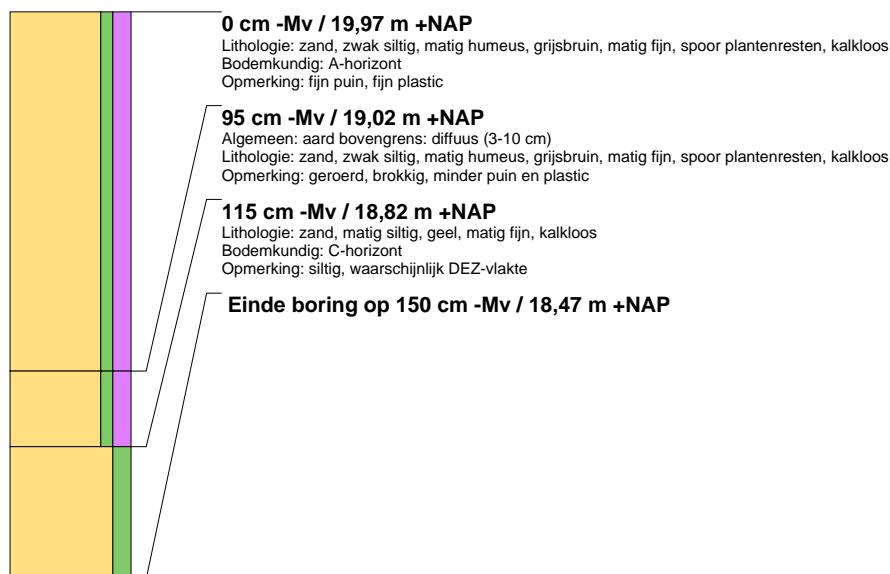 0 cm -Mv / 19,97 m +NAP
Lithologie: zand, zwak siltig, matig humeus, grijsbruin, matig fijn, spoor plantenresten, kalkloos
Bodemkundig: A-horizont
Opmerking: fijn puin, fijn plastic
95 cm -Mv / 19,02 m +NAP
Algemeen: aard bovengrens: diffuus (3-10 cm)
Lithologie: zand, zwak siltig, matig humeus, grijsbruin, matig fijn, spoor plantenresten, kalkloos
Opmerking: geroerd, brokkig, minder puin en plastic
115 cm -Mv / 18,82 m +NAP
Lithologie: zand, matig siltig, geel, matig fijn, kalkloos
Bodemkundig: C-horizont
Opmerking: siltig, waarschijnlijk DEZ-vlakte
Einde boring op 150 cm -Mv / 18,47 m +NAP